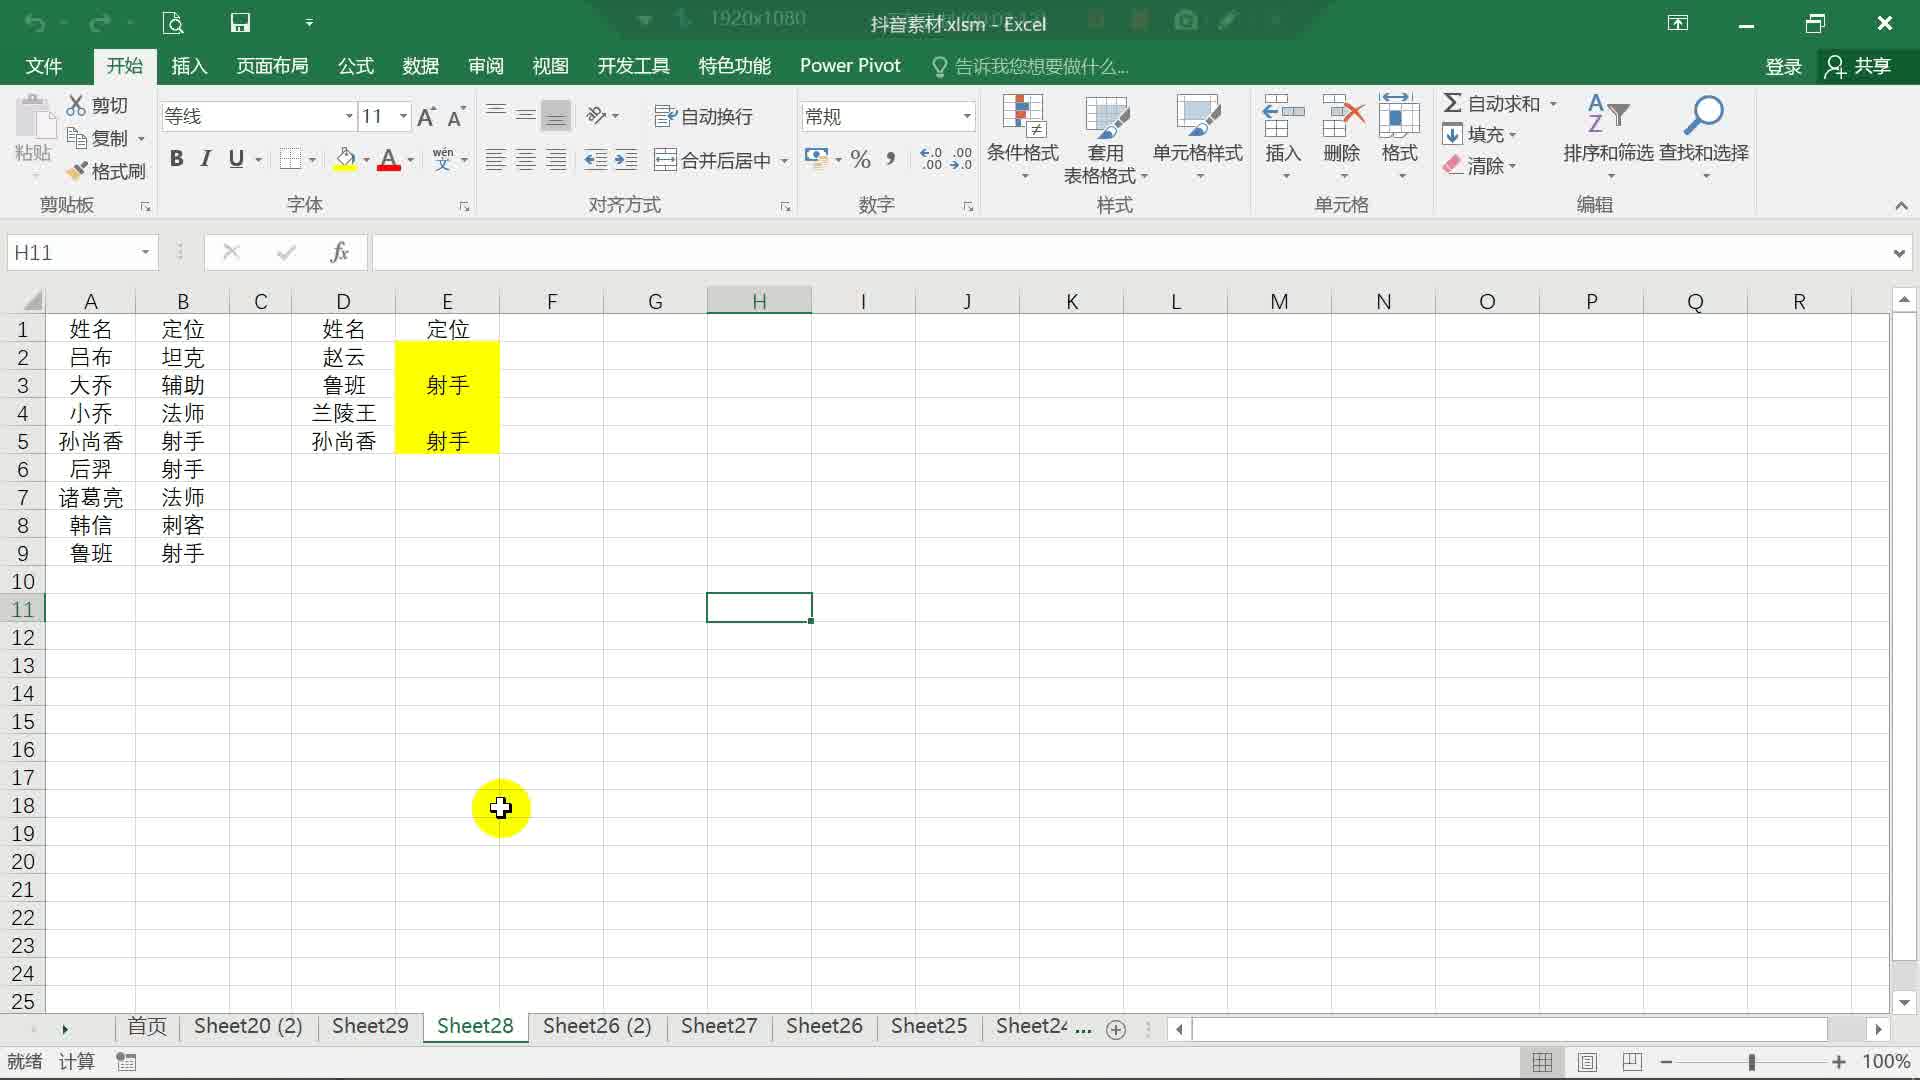 1920x1080
抖音素材.xlsm - Excel
文件 开始 插入 页面布局 公式 数据 审阅 视图 开发工具 特色功能 Power Pivot 告诉我您想要做什么... 登录 共享
粘贴 剪切 复制 格式刷
剪贴板
等线 11
B I U wén 文
字体
自动换行
合并后居中
对齐方式
常规
% , .0 .00 .00 .0
数字
条件格式 套用 表格格式 单元格样式
样式
插入 删除 格式
单元格
自动求和
填充
清除
排序和筛选 查找和选择
编辑
H11 fx
A B C D E F G H I J K L M N O P Q R
1 姓名 定位 姓名 定位
2 吕布 坦克 赵云
3 大乔 辅助 鲁班 射手
4 小乔 法师 兰陵王
5 孙尚香 射手 孙尚香 射手
6 后羿 射手
7 诸葛亮 法师
8 韩信 刺客
9 鲁班 射手
10
11
12
13
14
15
16
17
18
19
20
21
22
23
24
25
首页 Sheet20 (2) Sheet29 Sheet28 Sheet26 (2) Sheet27 Sheet26 Sheet25 Sheet24 ...
就绪 计算 100%